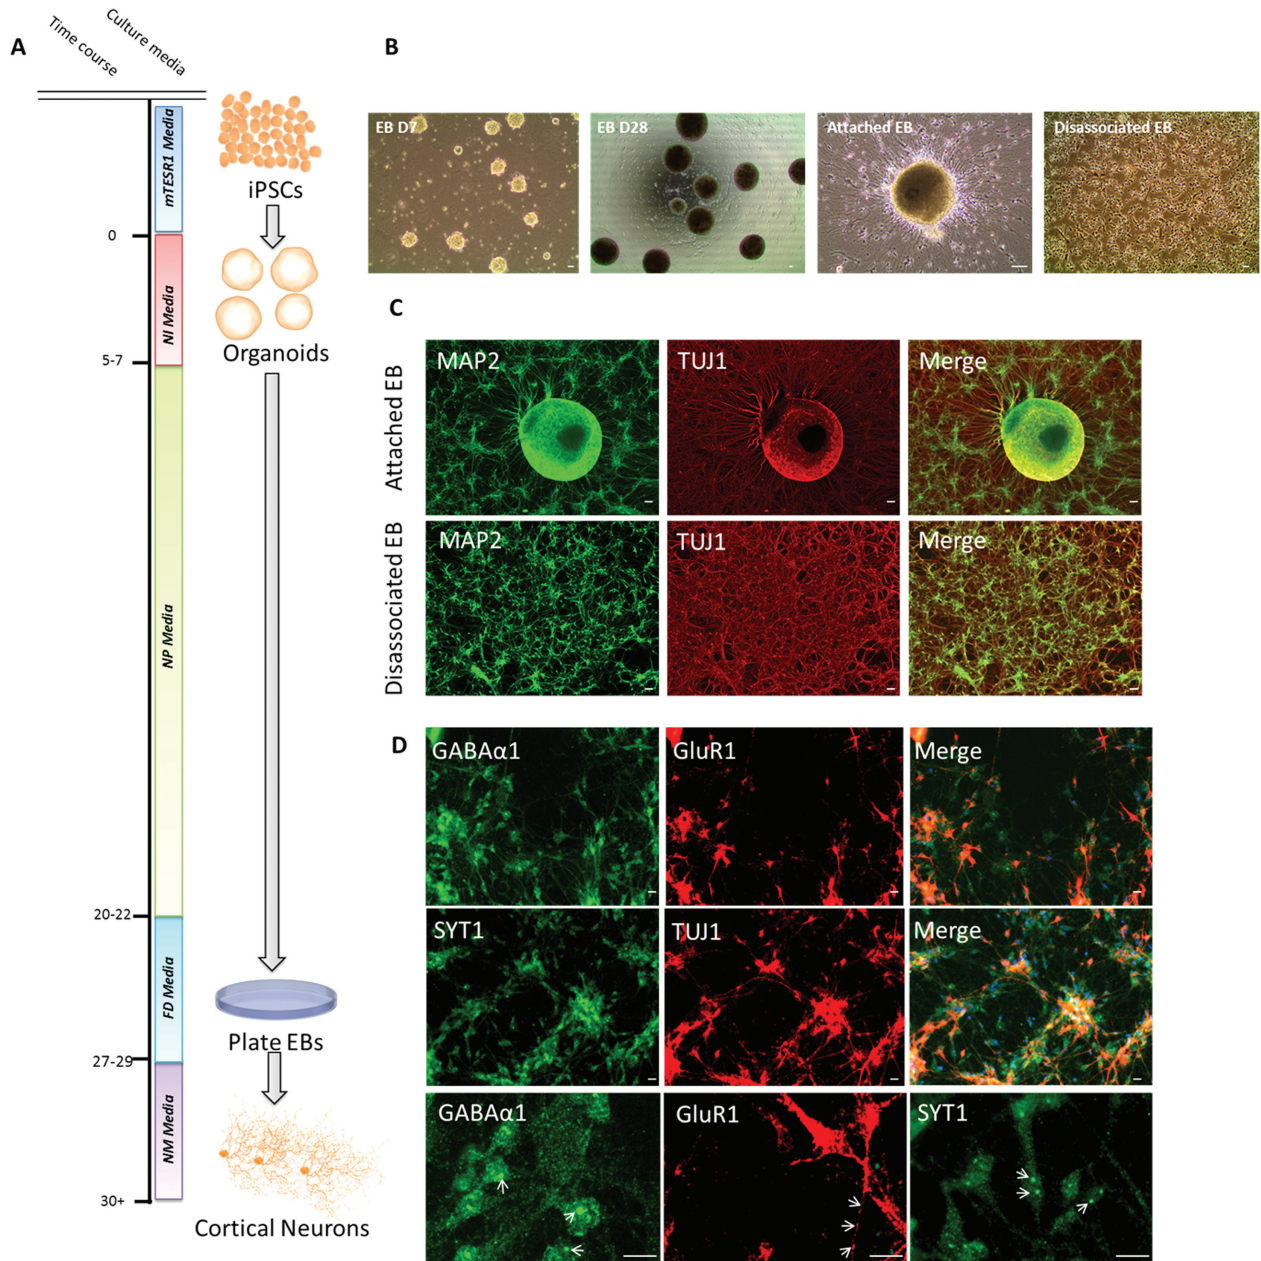 A
Time course
Culture media
mTESR1 Media
iPSCs
0
NI Media
Organoids
5-7
NP Media
20-22
FD Media
Plate EBs
27-29
NM Media
30+
Cortical Neurons
B
EB D7
EB D28
Attached EB
Disassociated EB
C
Attached EB
MAP2
TUJ1
Merge
Disassociated EB
MAP2
TUJ1
Merge
D
GABAα1
GluR1
Merge
SYT1
TUJ1
Merge
GABAα1
GluR1
SYT1